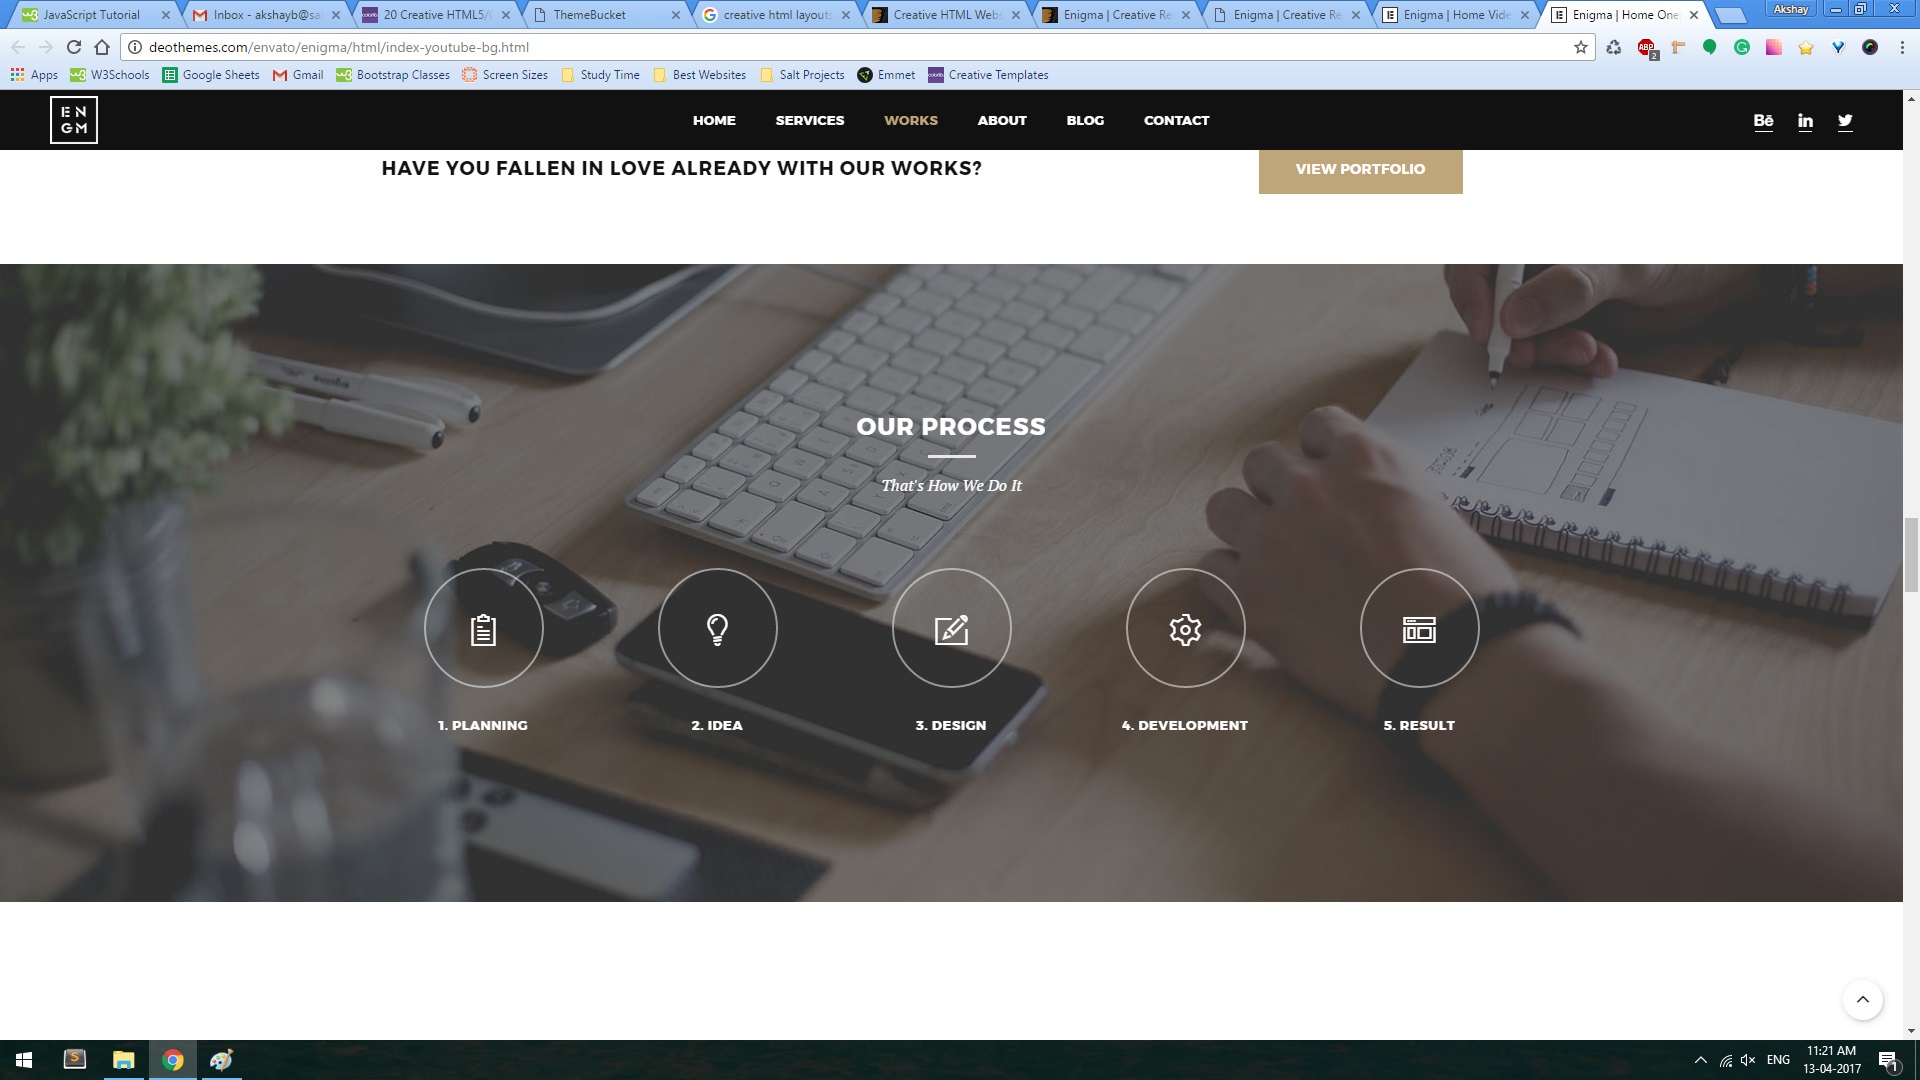 JavaScript Tutorial
Inbox - akshayb@sa
20 Creative HTML5/
ThemeBucket
creative html layouts
Creative HTML Webs
Enigma | Creative Re
Enigma | Creative Re
Enigma | Home Vide
Enigma | Home One
Akshay
deothemes.com/envato/enigma/html/index-youtube-bg.html
ABP
2
Apps
W3Schools
Google Sheets
Gmail
Bootstrap Classes
Screen Sizes
Study Time
Best Websites
Salt Projects
Emmet
Creative Templates
EN
GM
HOME
SERVICES
WORKS
ABOUT
BLOG
CONTACT
Bē
in
HAVE YOU FALLEN IN LOVE ALREADY WITH OUR WORKS?
VIEW PORTFOLIO
OUR PROCESS
That's How We Do It
1. PLANNING
2. IDEA
3. DESIGN
4. DEVELOPMENT
5. RESULT
ENG
11:21 AM
13-04-2017
1